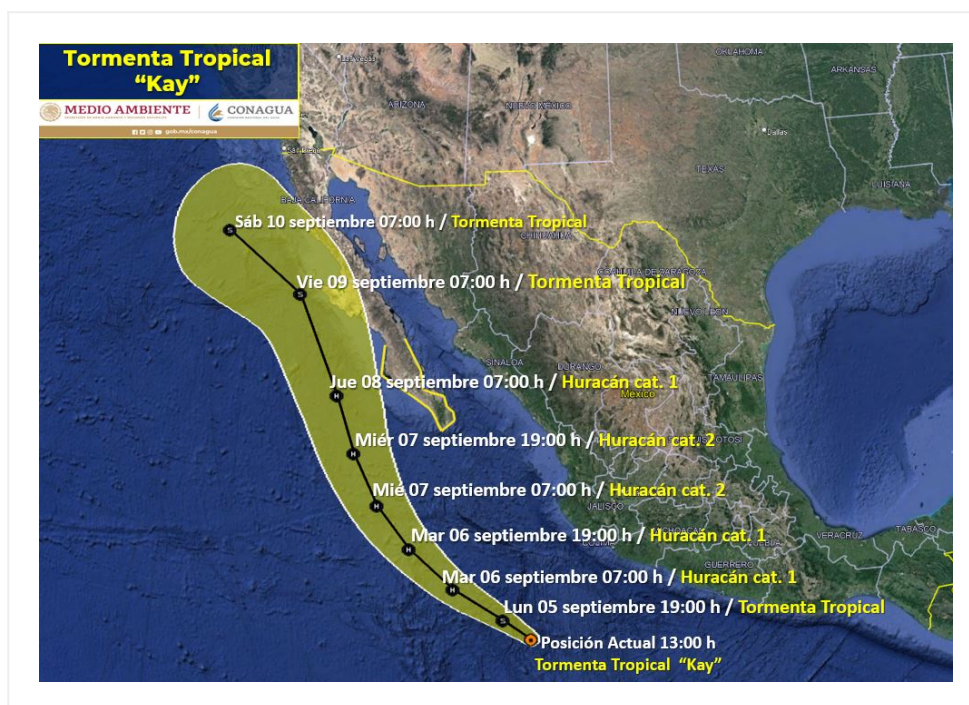 Tormenta Tropical
“Kay”
MEDIO AMBIENTE
CONAGUA
gob.mx/conagua
OKLAHOMA
ARKANSAS
ARIZONA
NUEVO MÉXICO
Dallas
TEXAS
LUISIANA
BAJA CALIFORNIA
Sáb 10 septiembre 07:00 h / Tormenta Tropical
CHIHUAHUA
COAHUILA DE ZARAGOZA
Vie 09 septiembre 07:00 h / Tormenta Tropical
NUEVO LEON
SINALOA
DURANGO
TAMAULIPAS
Jue 08 septiembre 07:00 h / Huracán cat. 1
México
Miér 07 septiembre 19:00 h / Huracán cat. 2
Mié 07 septiembre 07:00 h / Huracán cat. 2
JALISCO
Mar 06 septiembre 19:00 h / Huracán cat. 1
COLIMA
VERACRUZ
TABASCO
GUERRERO
Mar 06 septiembre 07:00 h / Huracán cat. 1
Lun 05 septiembre 19:00 h / Tormenta Tropical
Posición Actual 13:00 h
Tormenta Tropical “Kay”